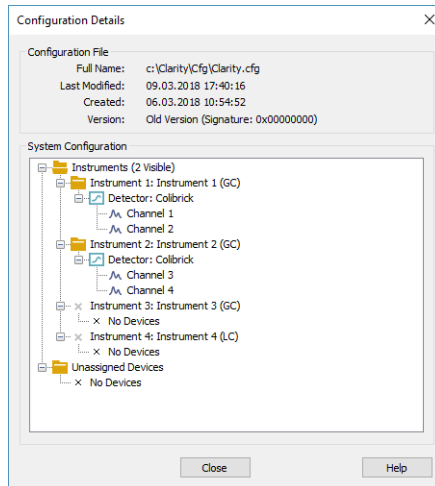 Configuration Details
Configuration File
Full Name: c:\Clarity\Cfg\Clarity.cfg
Last Modified: 09.03.2018 17:40:16
Created: 06.03.2018 10:54:52
Version: Old Version (Signature: 0x00000000)
System Configuration
Instruments (2 Visible)
Instrument 1: Instrument 1 (GC)
Detector: Colibrick
Channel 1
Channel 2
Instrument 2: Instrument 2 (GC)
Detector: Colibrick
Channel 3
Channel 4
Instrument 3: Instrument 3 (GC)
No Devices
Instrument 4: Instrument 4 (LC)
No Devices
Unassigned Devices
No Devices
Close Help